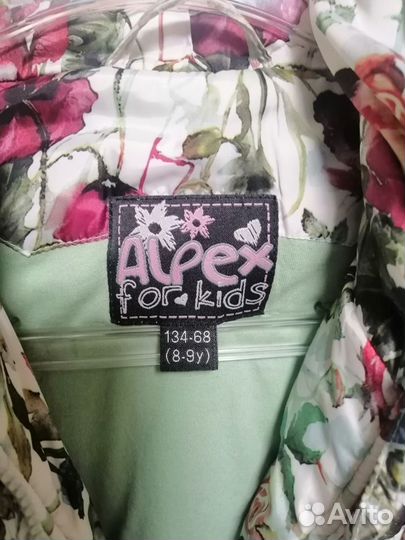 Alpex
for kids
134-68
(8-9y)
Avito